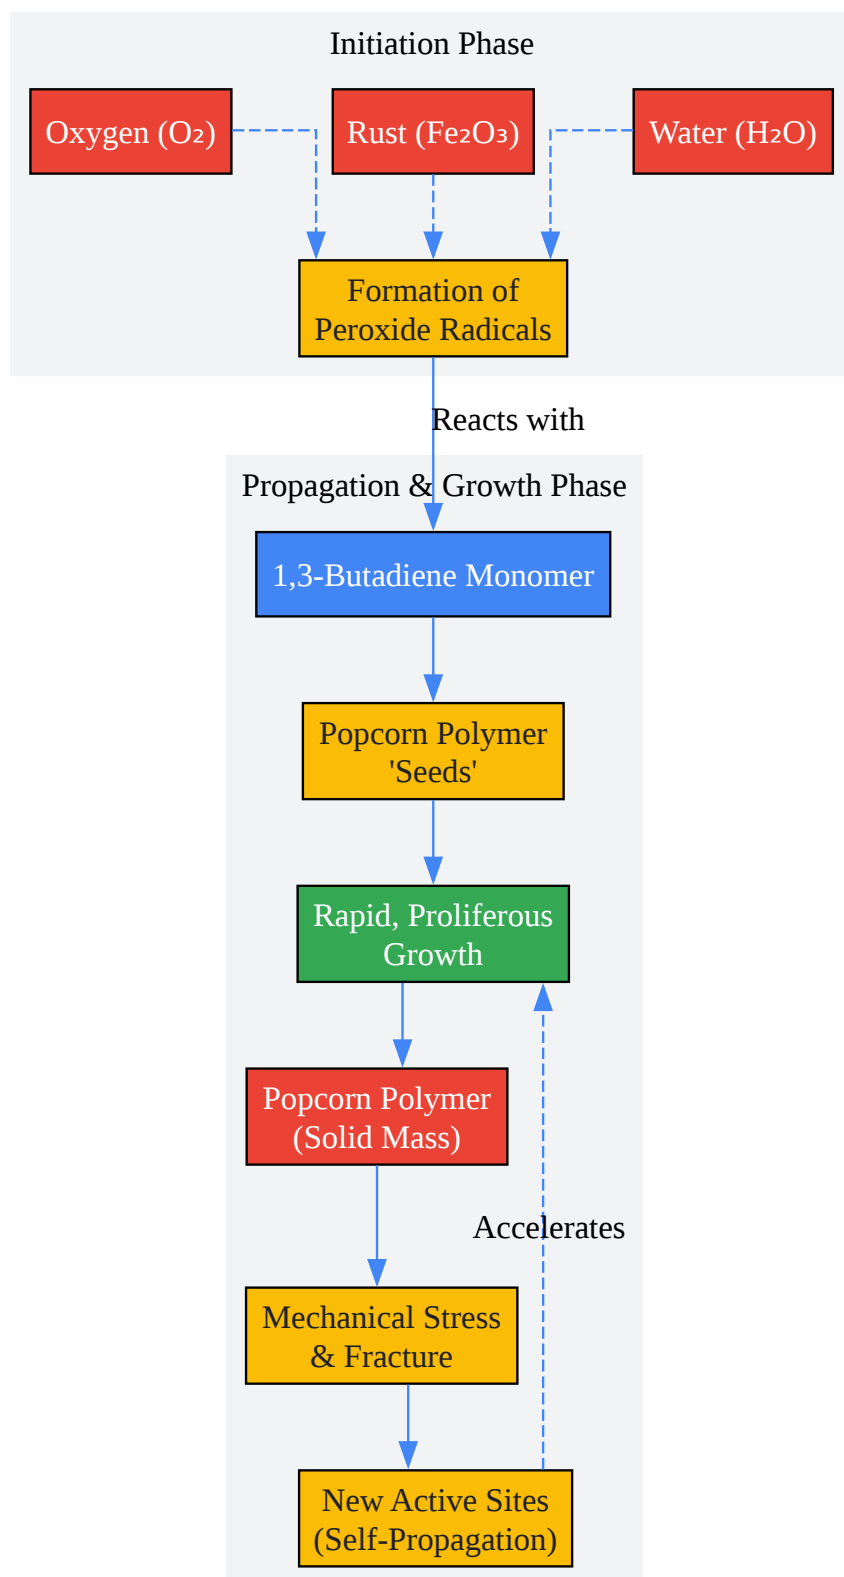 Initiation Phase
Oxygen (O₂)
Rust (Fe₂O₃)
Water (H₂O)
Formation of
Peroxide Radicals
Reacts with
Propagation & Growth Phase
1,3-Butadiene Monomer
Popcorn Polymer
'Seeds'
Rapid, Proliferous
Growth
Popcorn Polymer
(Solid Mass)
Accelerates
Mechanical Stress
& Fracture
New Active Sites
(Self-Propagation)